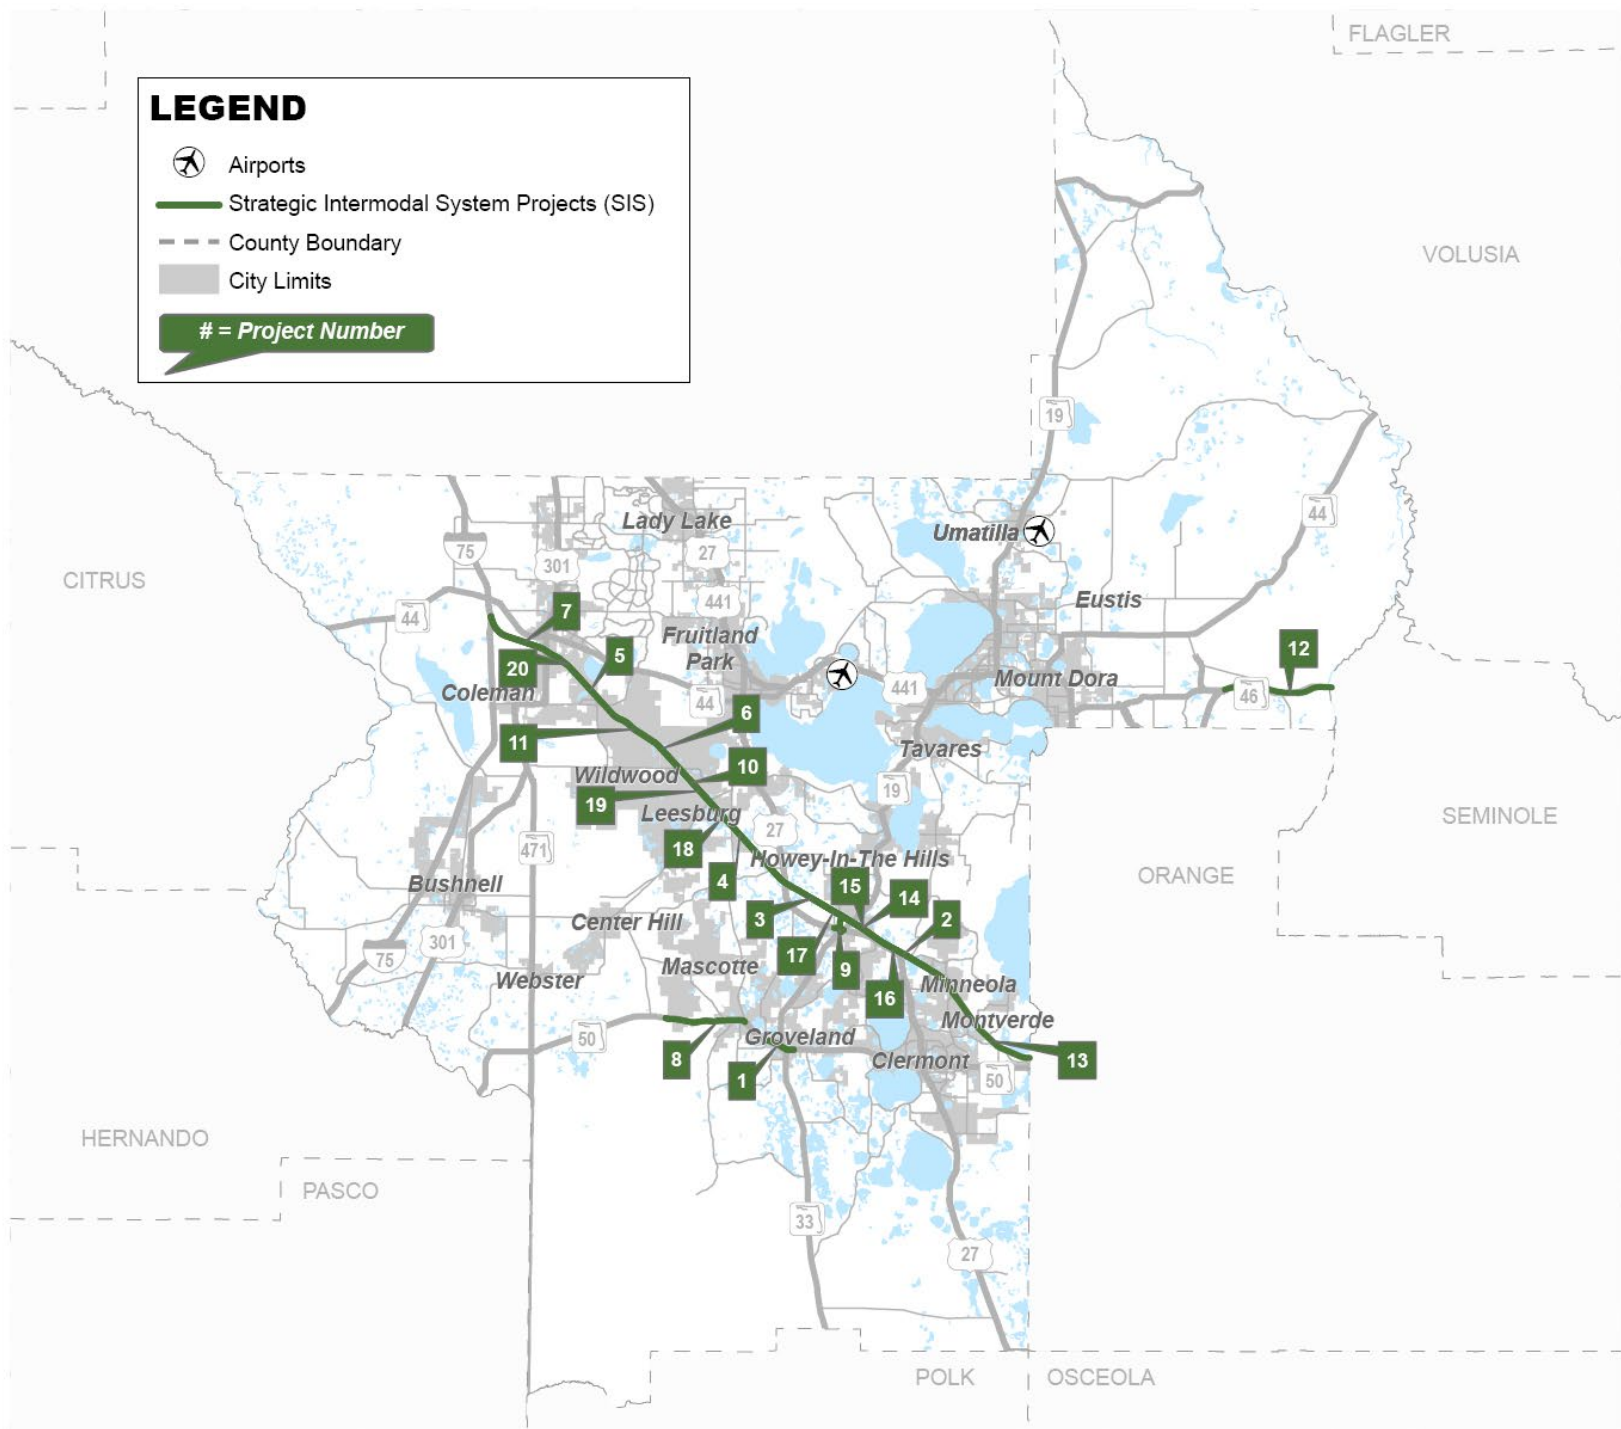 FLAGLER
LEGEND
Airports
Strategic Intermodal System Projects (SIS)
County Boundary
City Limits
# = Project Number
VOLUSIA
19
Lady Lake
44
Umatilla
75
27
301
CITRUS
441
Eustis
44
7
Fruitland
Park
5
12
20
Coleman
441
Mount Dora
44
46
6
11
Tavares
Wildwood
10
19
19
Leesburg
SEMINOLE
27
18
471
Howey-In-The Hills
ORANGE
Bushnell
4
15
14
3
2
Center Hill
301
75
17
9
Mascotte
Webster
16
Minneola
Montverde
50
Groveland
8
Clermont
13
1
50
HERNANDO
PASCO
33
27
POLK
OSCEOLA